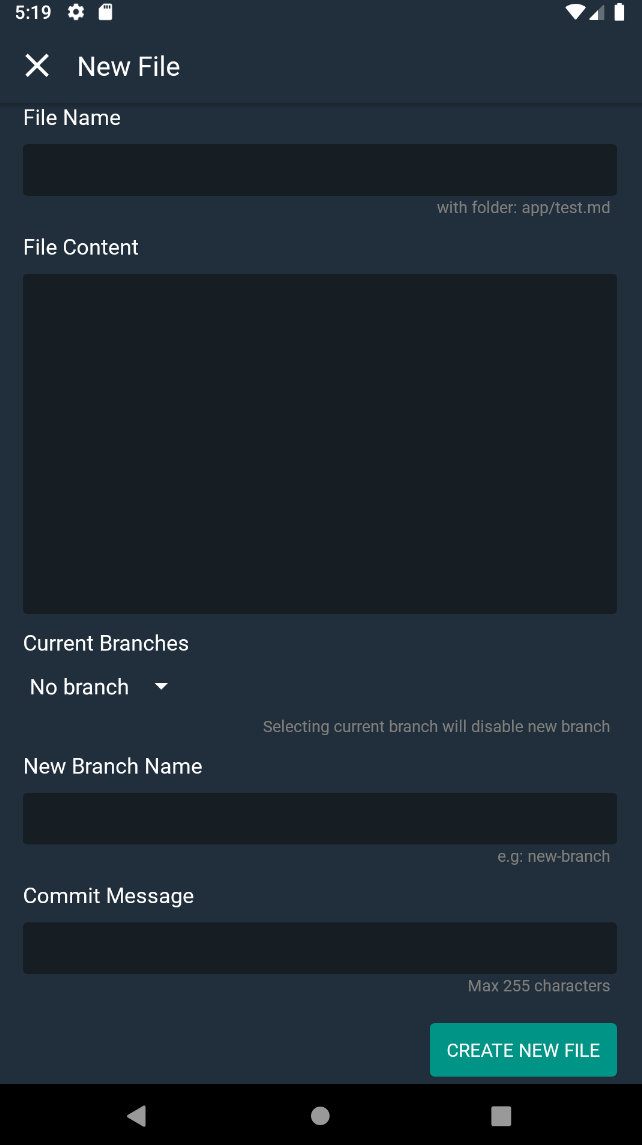 5:19
New File
File Name
with folder: app/test.md
File Content
Current Branches
No branch
Selecting current branch will disable new branch
New Branch Name
e.g: new-branch
Commit Message
Max 255 characters
CREATE NEW FILE